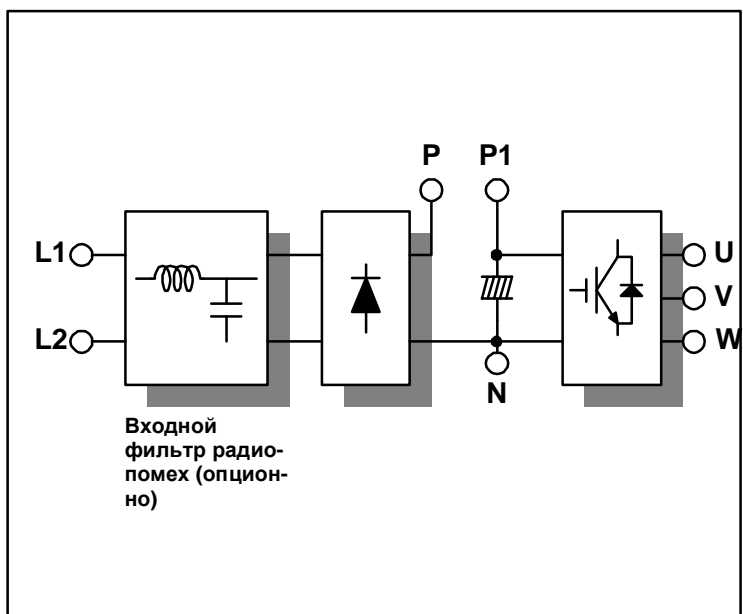 P P1
L1 U
V
L2 W
N
Входной
фильтр радио-
помех (опцион-
но)